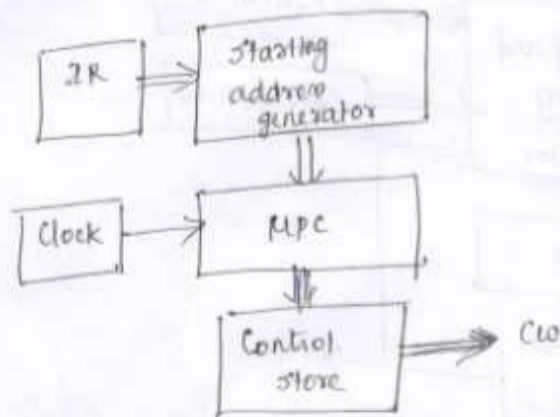 IR
starting
address
generator
Clock
μPC
Control
store
CW